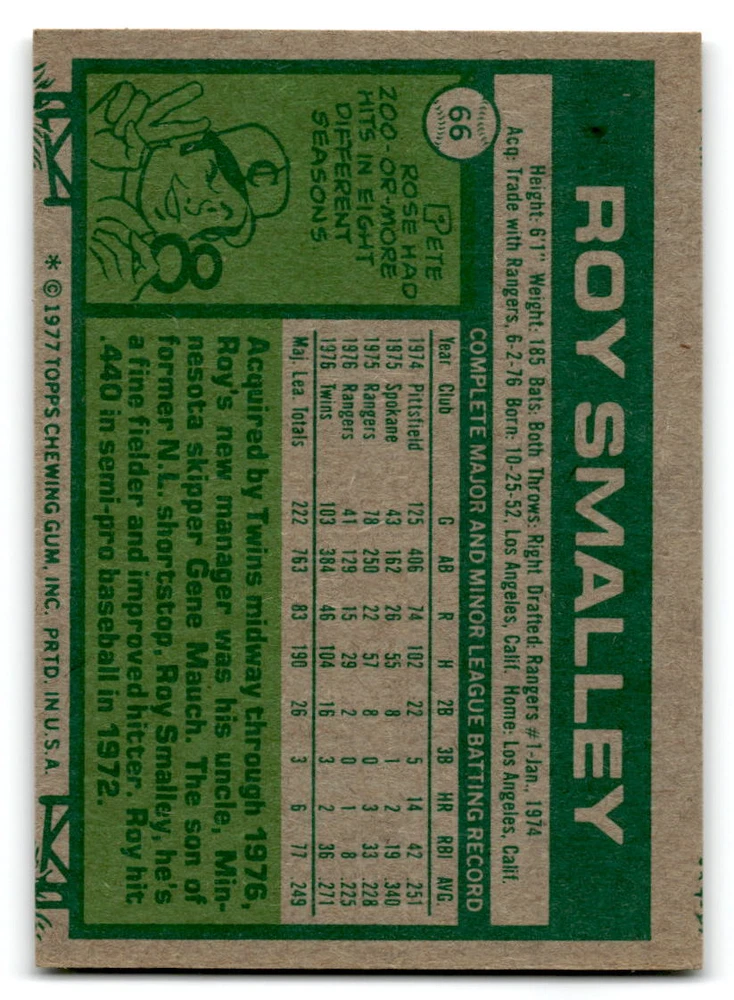 ROY SMALLEY
66
Height: 6'1" Weight: 185 Bats: Both Throws: Right Drafted: Rangers #1-Jan., 1974
Acq: Trade with Rangers, 6-2-76 Born: 10-25-52, Los Angeles, Calif. Home: Los Angeles, Calif.
COMPLETE MAJOR AND MINOR LEAGUE BATTING RECORD
Year Club G AB R H 2B 3B HR RBI AVG.
1974 Pittsfield 125 406 74 102 22 5 14 42 .251
1975 Spokane 43 162 26 55 8 1 2 19 .340
1975 Rangers 78 250 22 57 8 0 3 33 .228
1976 Rangers 41 129 15 29 2 0 1 8 .225
1976 Twins 103 384 46 104 16 3 2 36 .271
Maj. Lea Totals 222 763 83 190 26 3 6 77 .249
PETE
ROSE HAD
200-OR-MORE
HITS IN EIGHT
DIFFERENT
SEASONS
C
200
Acquired by Twins midway through 1976,
Roy's new manager was his uncle, Min-
nesota skipper Gene Mauch. The son of
former N.L. shortstop, Roy Smalley, he's
a fine fielder and improved hitter. Roy hit
.440 in semi-pro baseball in 1972.
* © 1977 TOPPS CHEWING GUM, INC. PRTD. IN U.S.A.